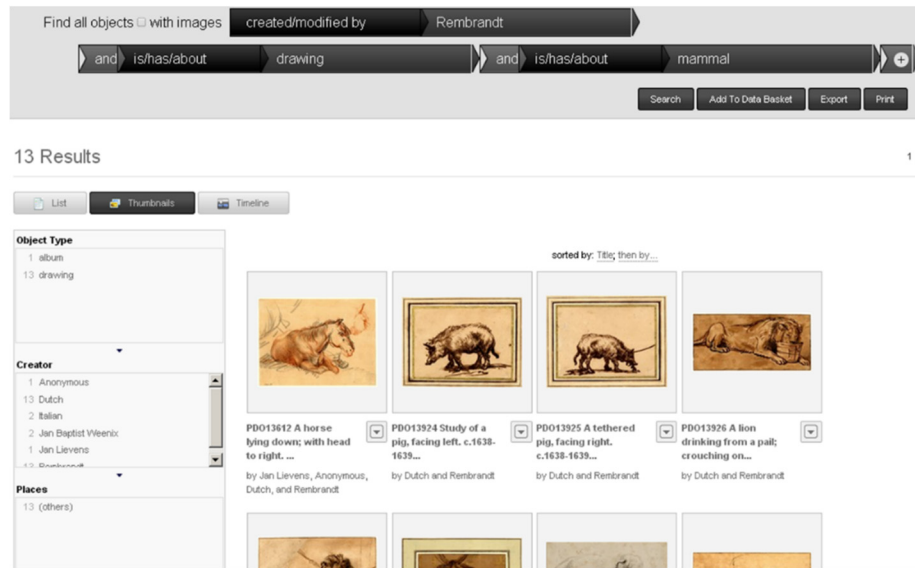 Find all objects with images created/modified by Rembrandt
and is/has/about drawing and is/has/about mammal
Search Add To Data Basket Export Print
13 Results
1
List Thumbnails Timeline
Object Type
1 album
13 drawing
Creator
1 Anonymous
13 Dutch
2 Italian
2 Jan Baptist Weenix
1 Jan Lievens
13 Rembrandt
Places
13 (others)
sorted by: Title; then by...
PDO13612 A horse
lying down; with head
to right. ...
by Jan Lievens, Anonymous,
Dutch, and Rembrandt
PDO13924 Study of a
pig, facing left. c.1638-
1639...
by Dutch and Rembrandt
PDO13925 A tethered
pig, facing right.
c.1638-1639...
by Dutch and Rembrandt
PDO13926 A lion
drinking from a pail;
crouching on...
by Dutch and Rembrandt